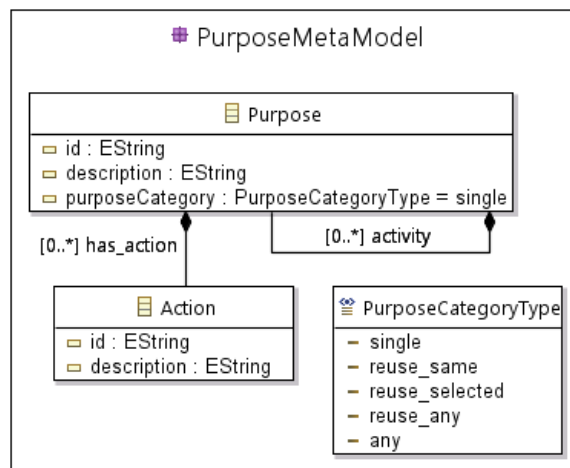 PurposeMetaModel
Purpose
id : EString
description : EString
purposeCategory : PurposeCategoryType = single
[0..*] has_action
[0..*] activity
Action
id : EString
description : EString
PurposeCategoryType
single
reuse_same
reuse_selected
reuse_any
any